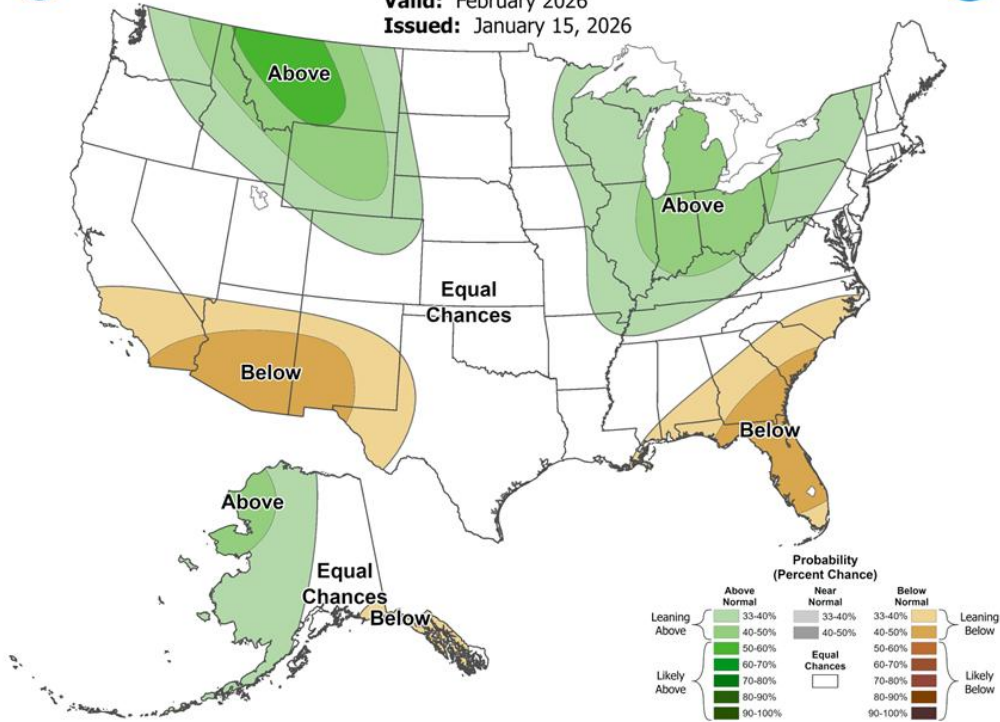 Valid: February 2026
Issued: January 15, 2026
Above
Above
Equal
Chances
Below
Below
Above
Equal
Chances
Below
Probability
(Percent Chance)
Above
Normal
Near
Normal
Below
Normal
Leaning
Above
33-40%
33-40%
33-40%
Leaning
Below
40-50%
40-50%
40-50%
50-60%
Equal
Chances
50-60%
60-70%
60-70%
Likely
Above
70-80%
70-80%
Likely
Below
80-90%
80-90%
90-100%
90-100%